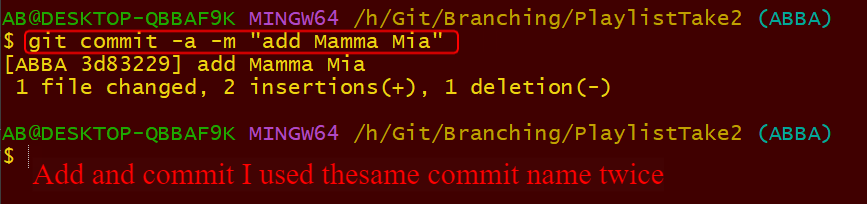 AB@DESKTOP-QBBAF9K MINGW64 /h/Git/Branching/PlaylistTake2 (ABBA)
$ git commit -a -m "add Mamma Mia"
[ABBA 3d83229] add Mamma Mia
 1 file changed, 2 insertions(+), 1 deletion(-)
AB@DESKTOP-QBBAF9K MINGW64 /h/Git/Branching/PlaylistTake2 (ABBA)
$
Add and commit I used thesame commit name twice